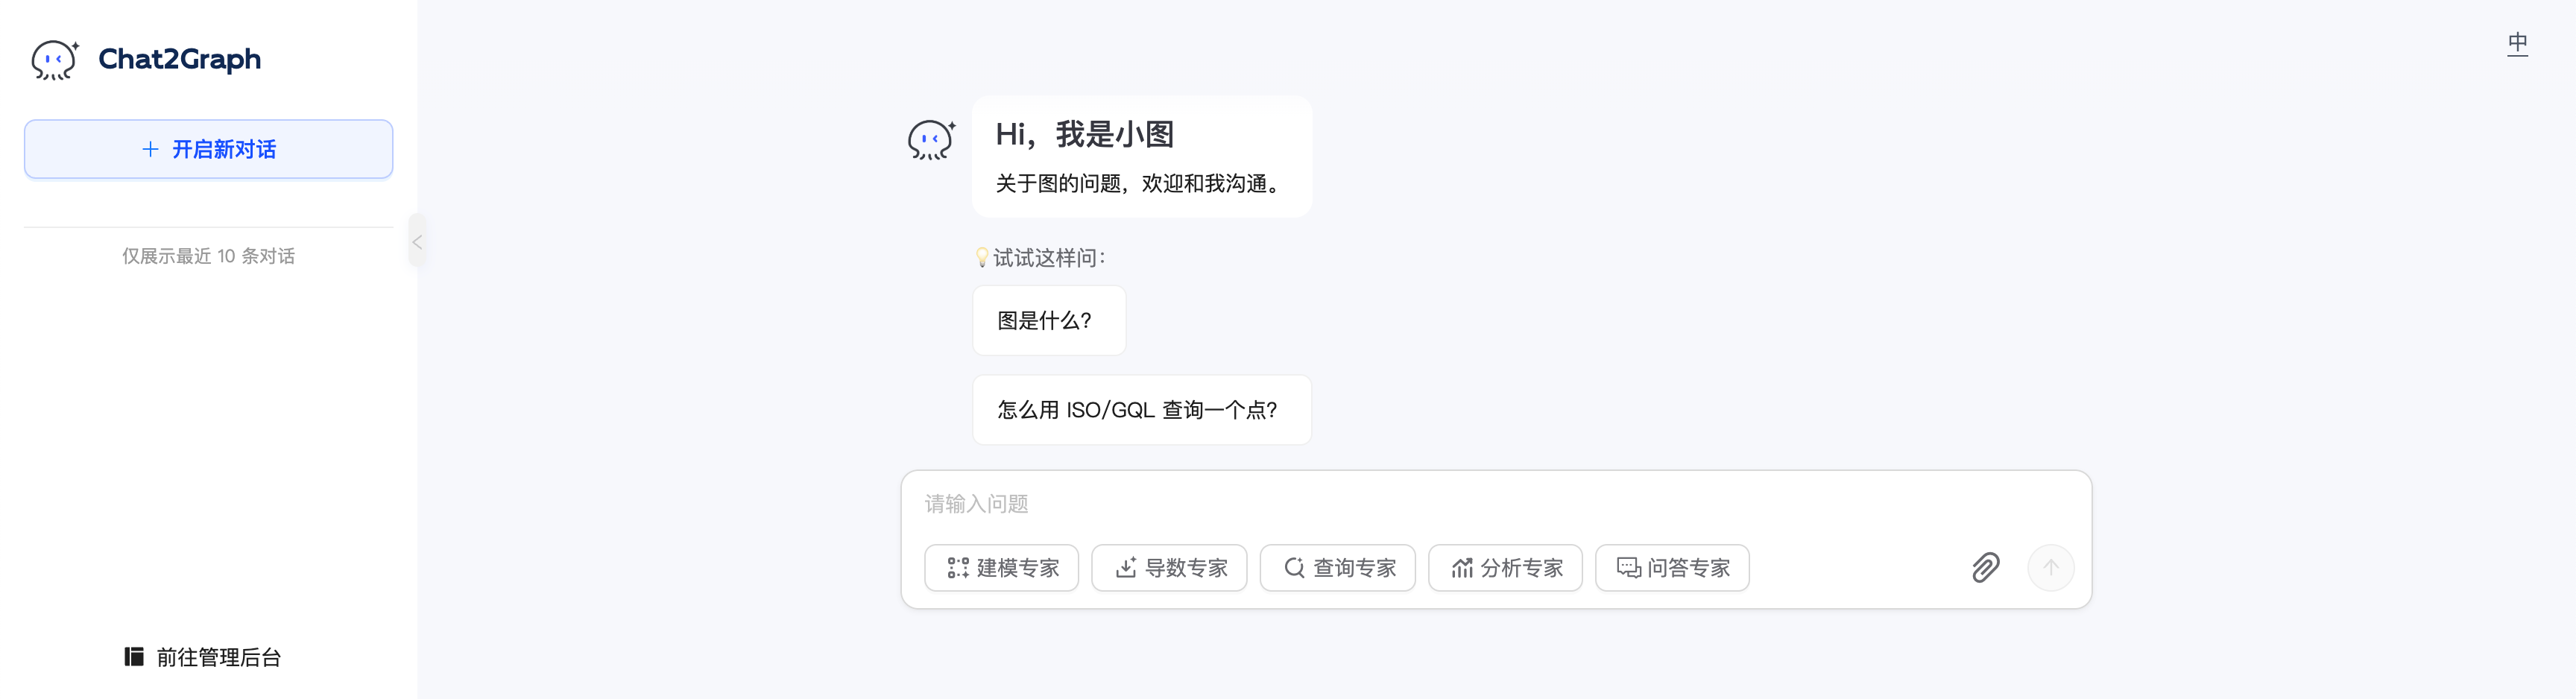 Chat2Graph
+ 开启新对话
仅展示最近 10 条对话
前往管理后台
中
Hi，我是小图
关于图的问题，欢迎和我沟通。
💡试试这样问：
图是什么？
怎么用 ISO/GQL 查询一个点？
请输入问题
建模专家 导数专家 查询专家 分析专家 问答专家